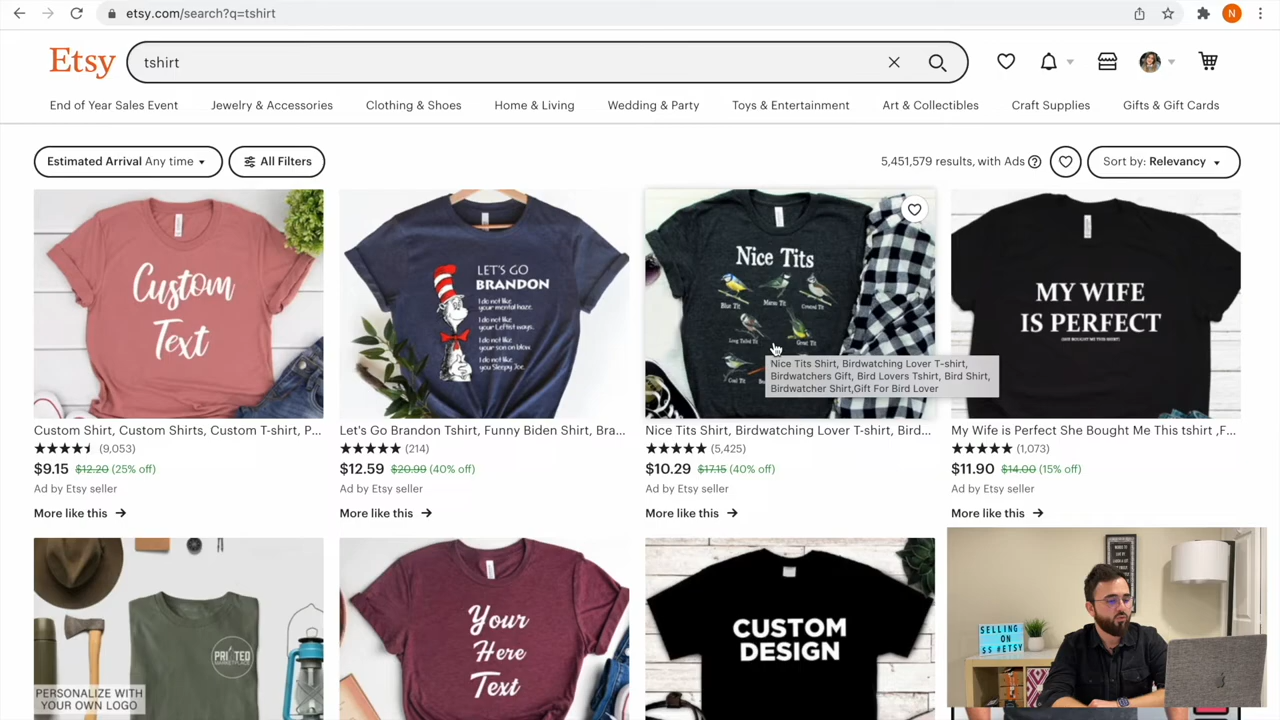 etsy.com/search?q=tshirt
N
Etsy
tshirt
End of Year Sales Event
Jewelry & Accessories
Clothing & Shoes
Home & Living
Wedding & Party
Toys & Entertainment
Art & Collectibles
Craft Supplies
Gifts & Gift Cards
Estimated Arrival Any time
All Filters
5,451,579 results, with Ads
Sort by: Relevancy
Custom
Text
LET'S GO
BRANDON
I do not like
your mental haze.
I do not like
your Leftist ways.
I do not like
your son on blow.
I do not like
you Sleepy Joe.
Nice Tits
Blue Tit
Marsh Tit
Crested Tit
Long Tailed Tit
Great Tit
Coal Tit
Nice Tits Shirt, Birdwatching Lover T-shirt,
Birdwatchers Gift, Bird Lovers Tshirt, Bird Shirt,
Birdwatcher Shirt,Gift For Bird Lover
MY WIFE
IS PERFECT
(SHE BOUGHT ME THIS SHIRT)
Custom Shirt, Custom Shirts, Custom T-shirt, P...
(9,053)
$9.15 $12.20 (25% off)
Ad by Etsy seller
More like this
Let's Go Brandon Tshirt, Funny Biden Shirt, Bra...
(214)
$12.59 $20.99 (40% off)
Ad by Etsy seller
More like this
Nice Tits Shirt, Birdwatching Lover T-shirt, Bird...
(5,425)
$10.29 $17.15 (40% off)
Ad by Etsy seller
More like this
My Wife is Perfect She Bought Me This tshirt ,F...
(1,073)
$11.90 $14.00 (15% off)
Ad by Etsy seller
More like this
PERSONALIZE WITH
YOUR OWN LOGO
Your
Here
Text
CUSTOM
DESIGN
SELLING
ON
$$ #ETSY